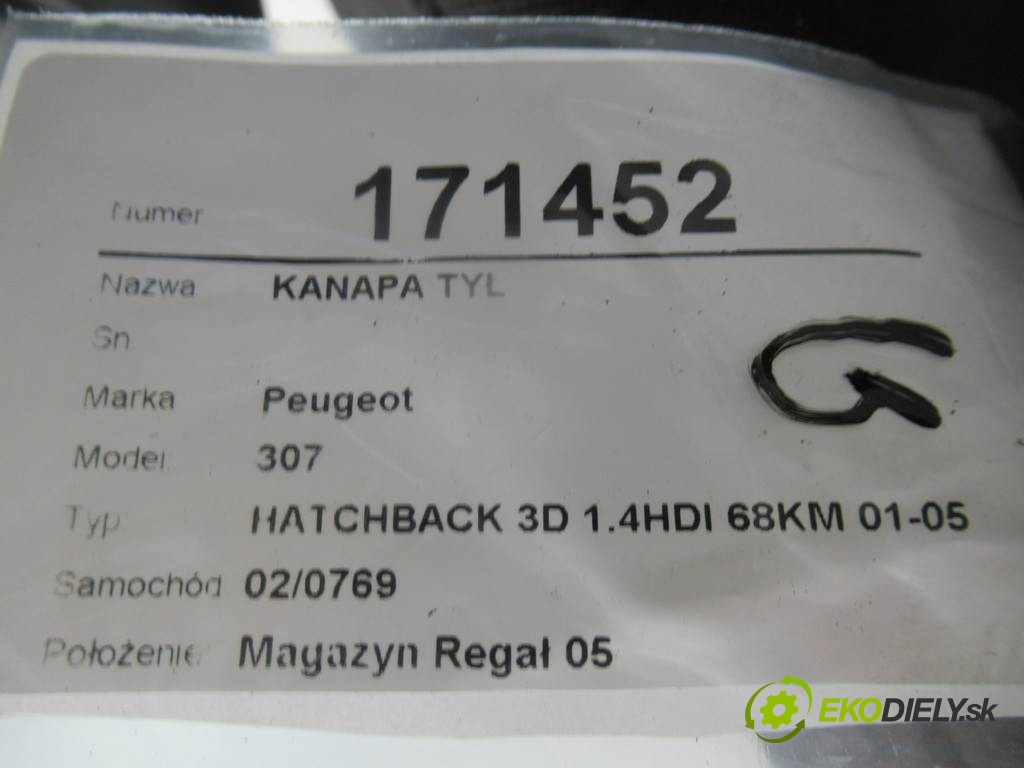 Numer 171452
Nazwa KANAPA TYŁ
Sn
Marka Peugeot
Model 307
Typ HATCHBACK 3D 1.4HDI 68KM 01-05
Samochód 02/0769
Położenie Magazyn Regał 05
G
EKODIELY.sk